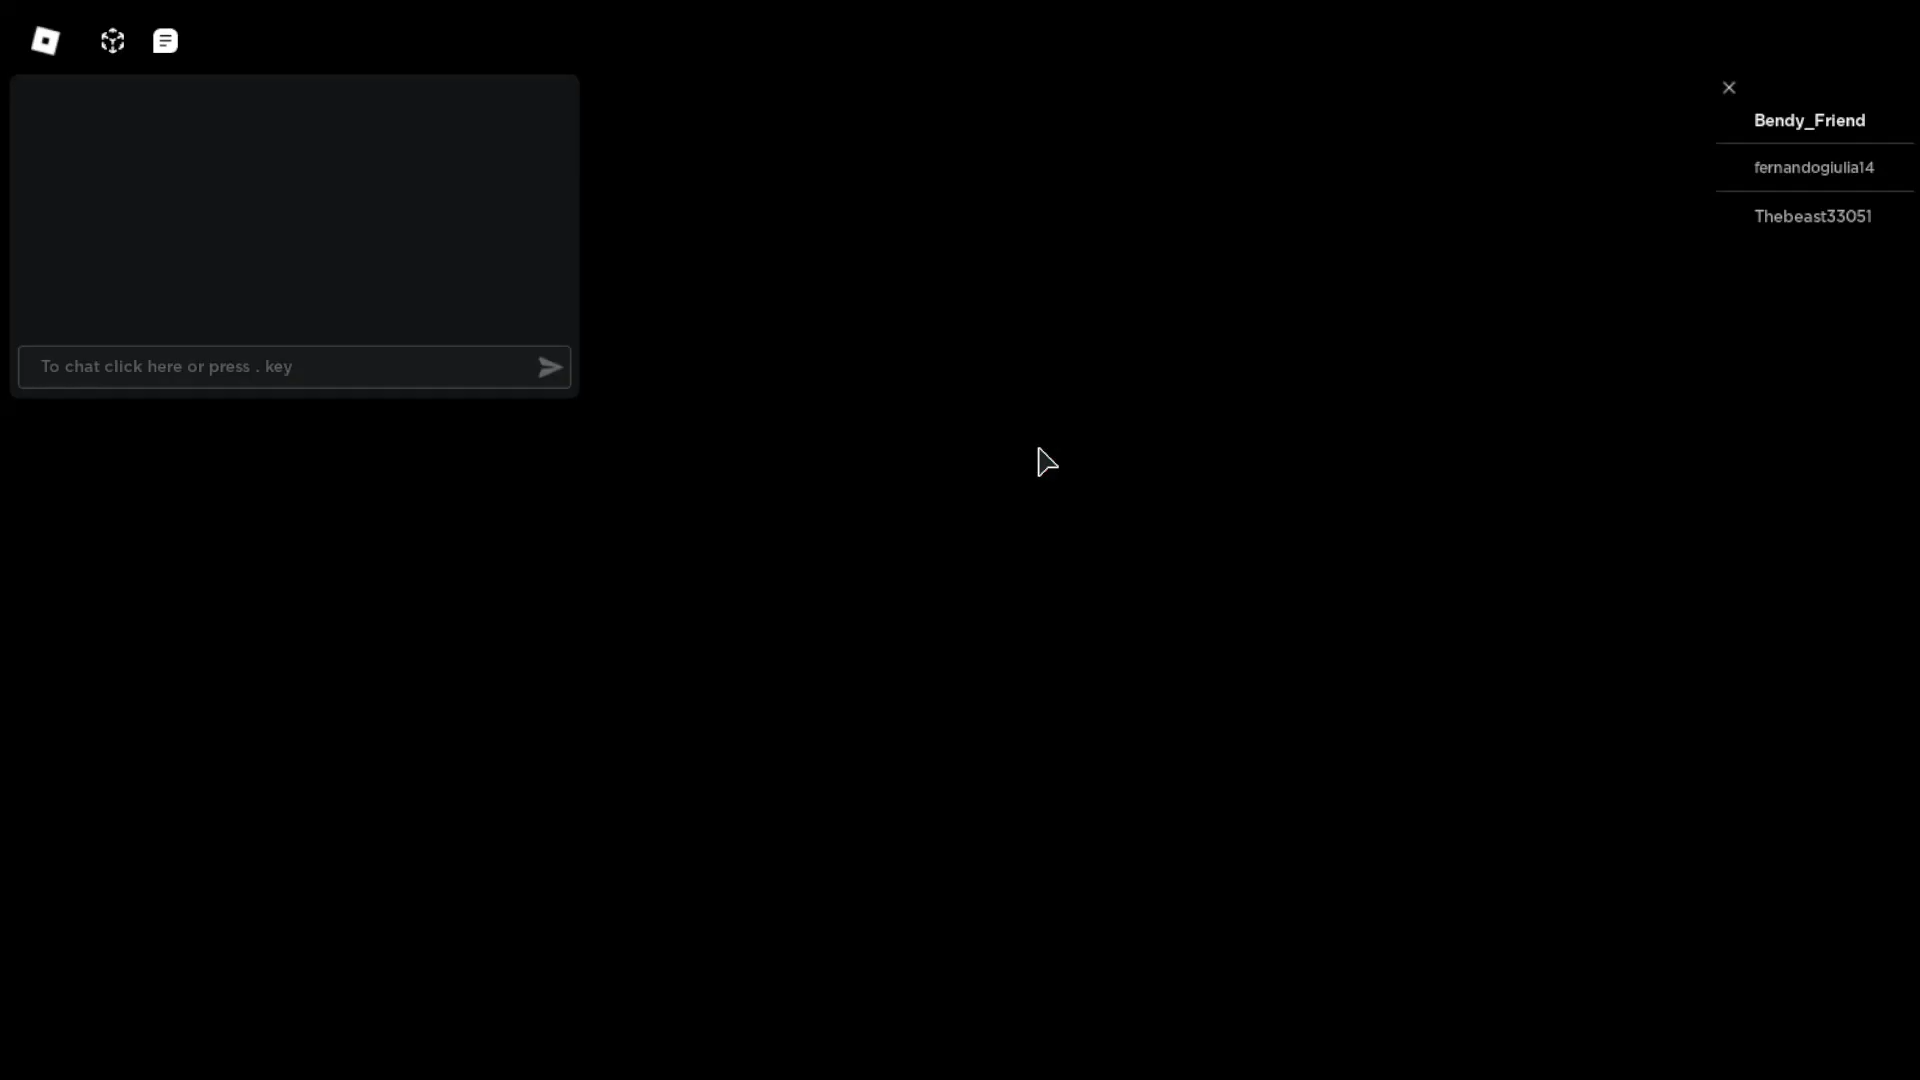 Bendy_Friend
fernandogiulia14
Thebeast33051
To chat click here or press . key